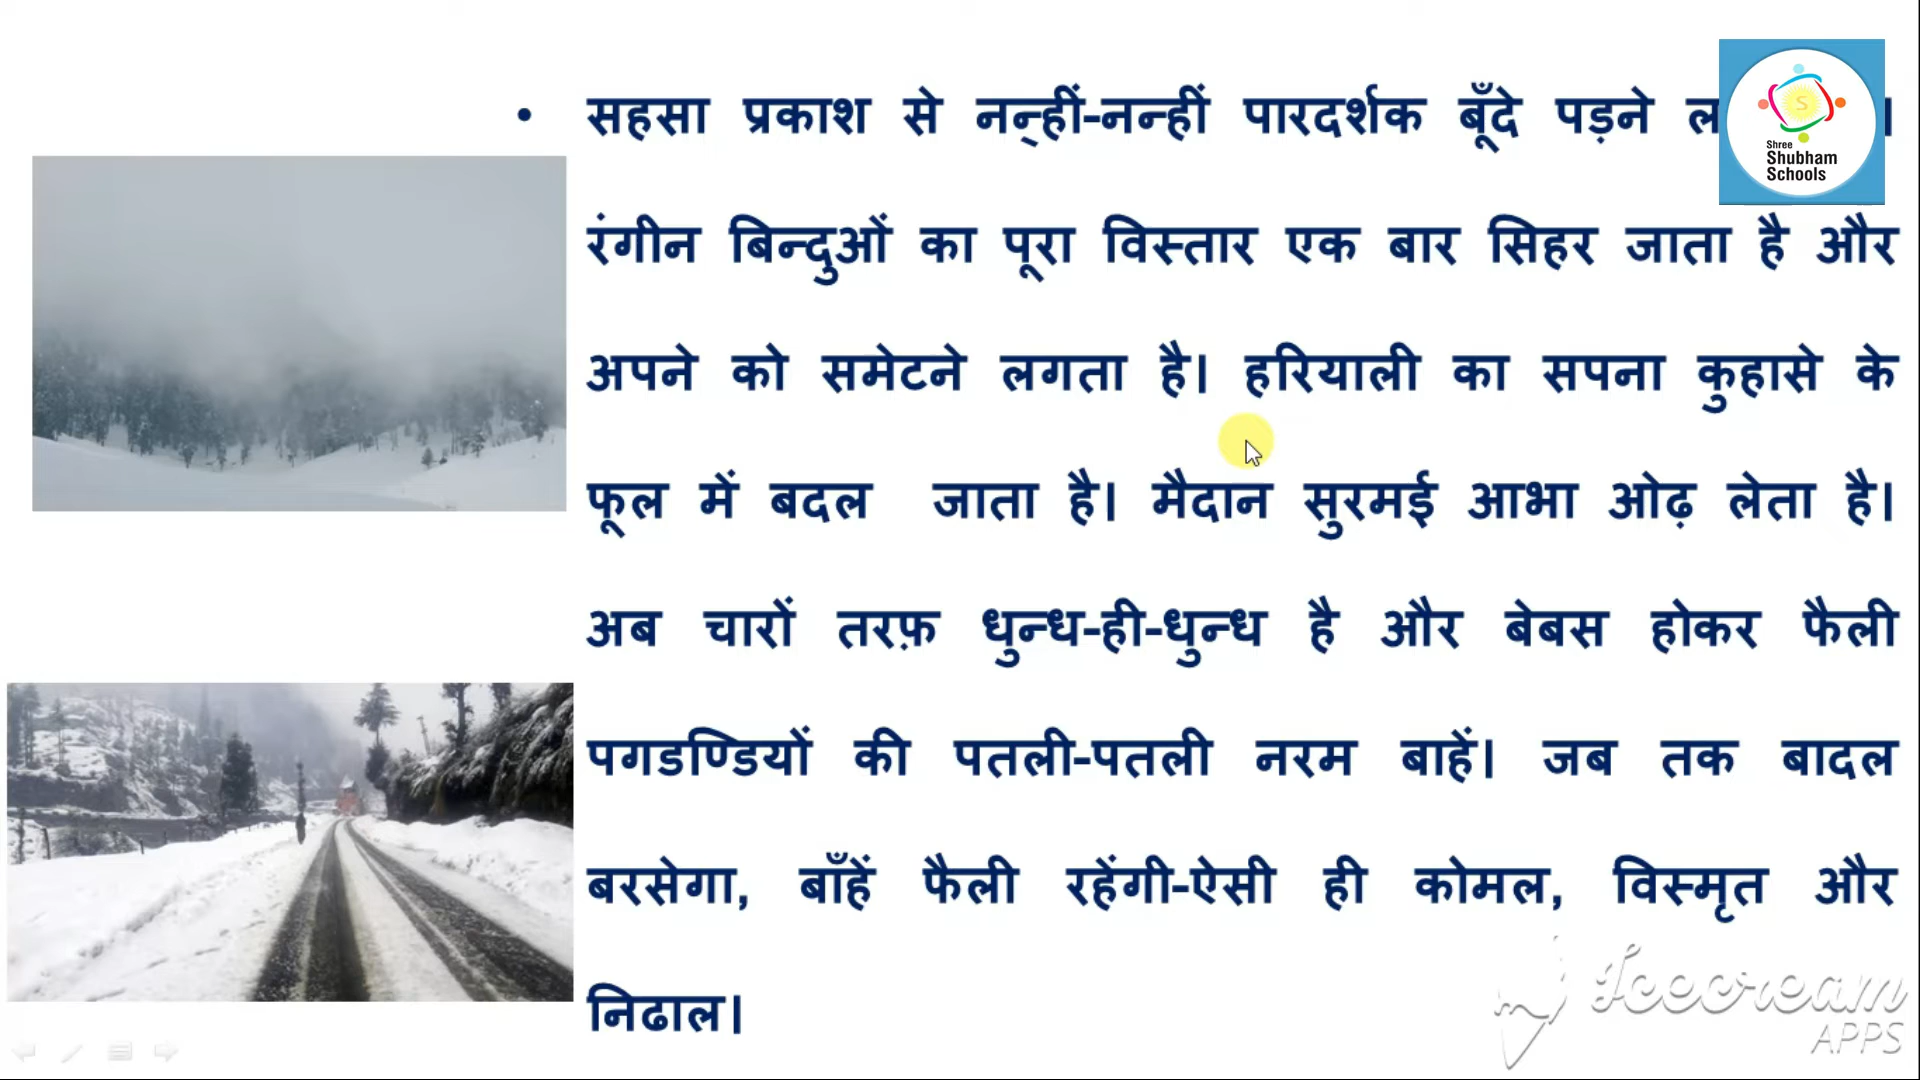 • सहसा प्रकाश से नन्हीं-नन्हीं पारदर्शक बूँदे पड़ने
रंगीन बिन्दुओं का पूरा विस्तार एक बार सिहर जाता है और
अपने को समेटने लगता है। हरियाली का सपना कुहासे के
फूल में बदल जाता है। मैदान सुरमई आभा ओढ़ लेता है।
अब चारों तरफ़ धुन्ध-ही-धुन्ध है और बेबस होकर फैली
पगडण्डियों की पतली-पतली नरम बाहें। जब तक बादल
बरसेगा, बाँहें फैली रहेंगी-ऐसी ही कोमल, विस्मृत और
निढाल।
Shree
Shubham
Schools
Icecream
APPS